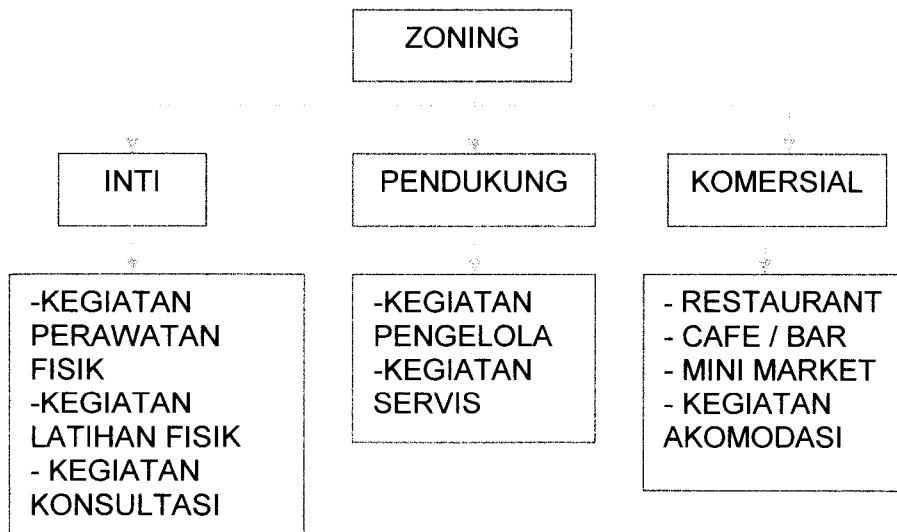 ZONING
INTI
PENDUKUNG
KOMERSIAL
-KEGIATAN
PERAWATAN
FISIK
-KEGIATAN
LATIHAN FISIK
- KEGIATAN
KONSULTASI
-KEGIATAN
PENGELOLA
-KEGIATAN
SERVIS
- RESTAURANT
- CAFE / BAR
- MINI MARKET
- KEGIATAN
AKOMODASI